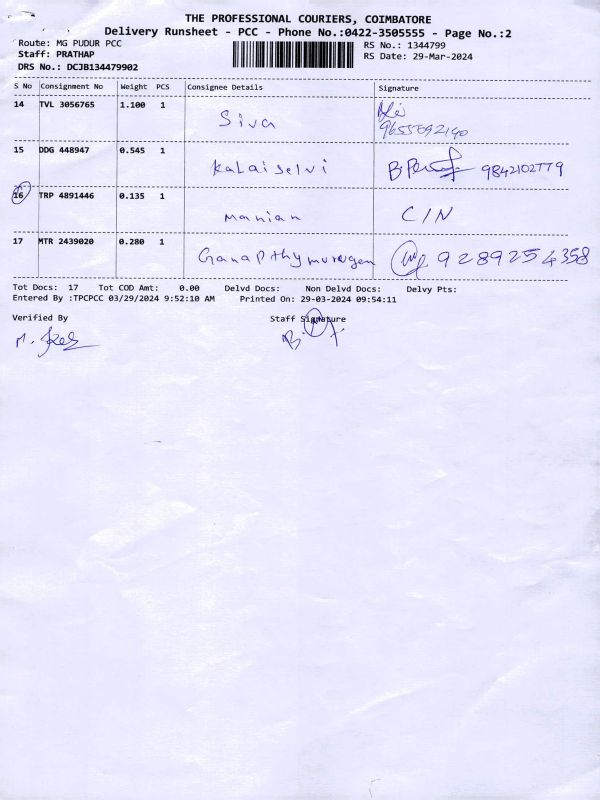 THE PROFESSIONAL COURIERS, COIMBATORE
Delivery Runsheet - PCC - Phone No.:0422-3505555 - Page No.:2
Route: MG PUDUR PCC
RS No.: 1344799
Staff: PRATHAP
RS Date: 29-Mar-2024
DRS No.: DCJB134479902
S No Consignment No Weight PCS Consignee Details Signature
14 TVL 3056765 1.100 1 Siva
9655092140
15 DDG 448947 0.545 1 Kalaiselvi 9842102779
16 TRP 4891446 0.135 1 Manian C/N
17 MTR 2439020 0.280 1 Ganapthymurugen 9289254358
Tot Docs: 17 Tot COD Amt: 0.00 Delvd Docs: Non Delvd Docs: Delvy Pts:
Entered By :TPCPCC 03/29/2024 9:52:10 AM Printed On: 29-03-2024 09:54:11
Verified By Staff Signature